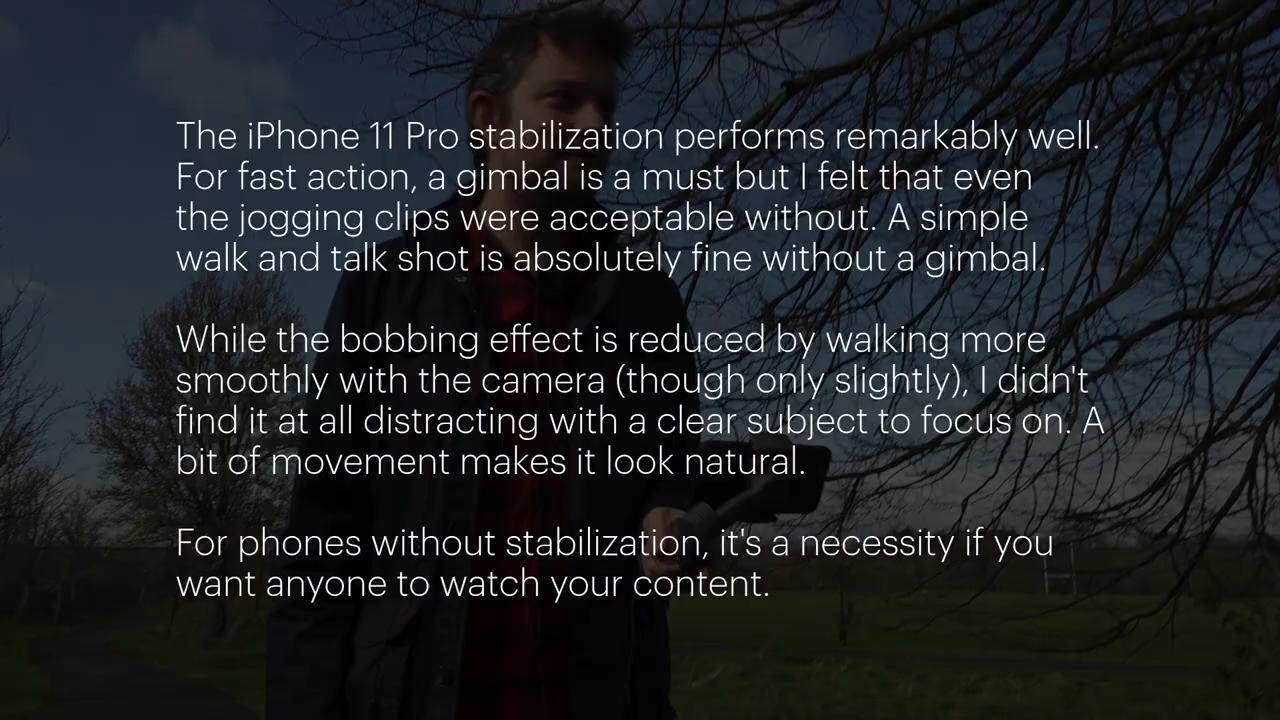 The iPhone 11 Pro stabilization performs remarkably well.
For fast action, a gimbal is a must but I felt that even
the jogging clips were acceptable without. A simple
walk and talk shot is absolutely fine without a gimbal.
While the bobbing effect is reduced by walking more
smoothly with the camera (though only slightly), I didn't
find it at all distracting with a clear subject to focus on. A
bit of movement makes it look natural.
For phones without stabilization, it's a necessity if you
want anyone to watch your content.